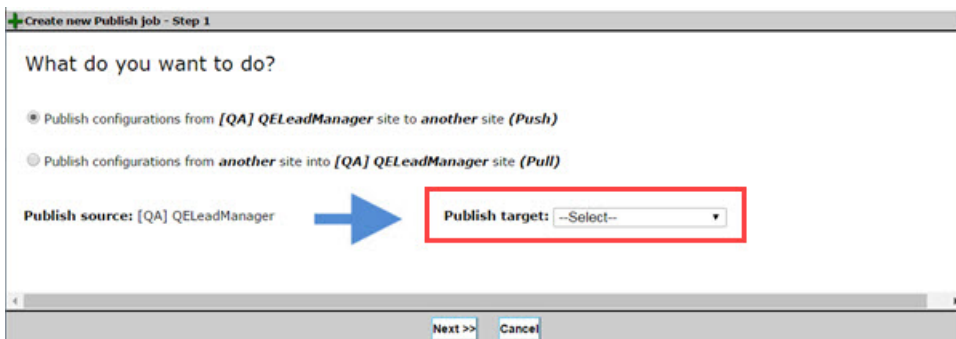 Create new Publish job - Step 1
What do you want to do?
Publish configurations from [QA] QELeadManager site to another site (Push)
Publish configurations from another site into [QA] QELeadManager site (Pull)
Publish source: [QA] QELeadManager Publish target: --Select--
Next >> Cancel